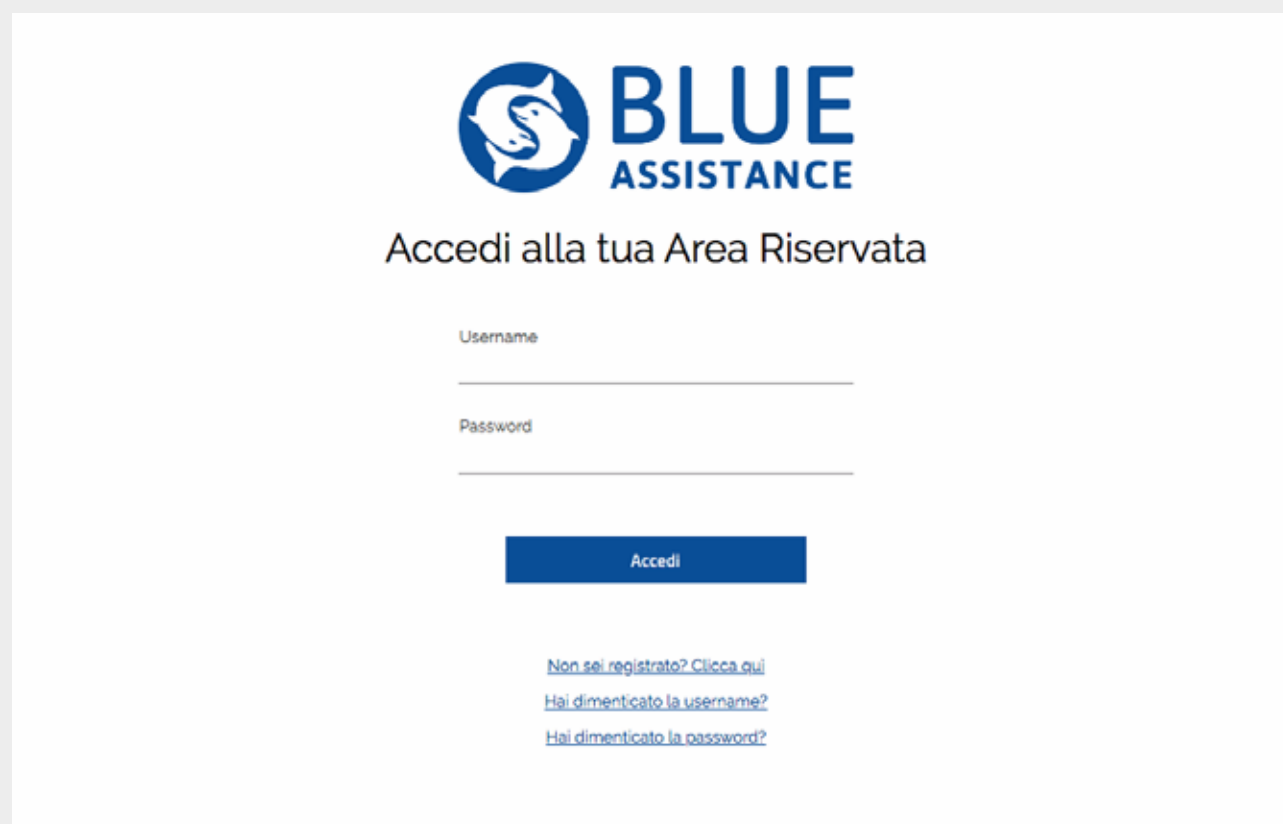 BLUE
ASSISTANCE
Accedi alla tua Area Riservata
Username
Password
Accedi
Non sei registrato? Clicca qui
Hai dimenticato la username?
Hai dimenticato la password?